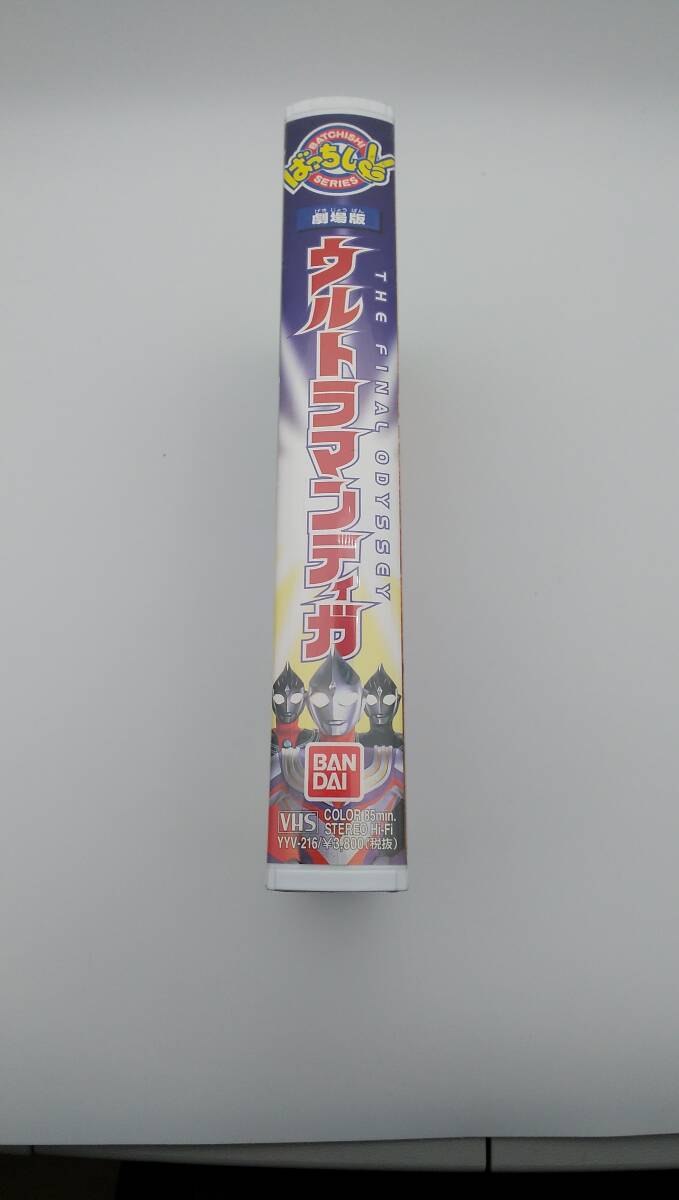 BATCHISHI
ばっちし
SERIES
げきじょうばん
劇場版
ウルトラマンティガ
THE FINAL ODYSSEY
BAN
DAI
VHS
COLOR 85min.
STEREO Hi-Fi
YYV-216/¥3,800(税抜)